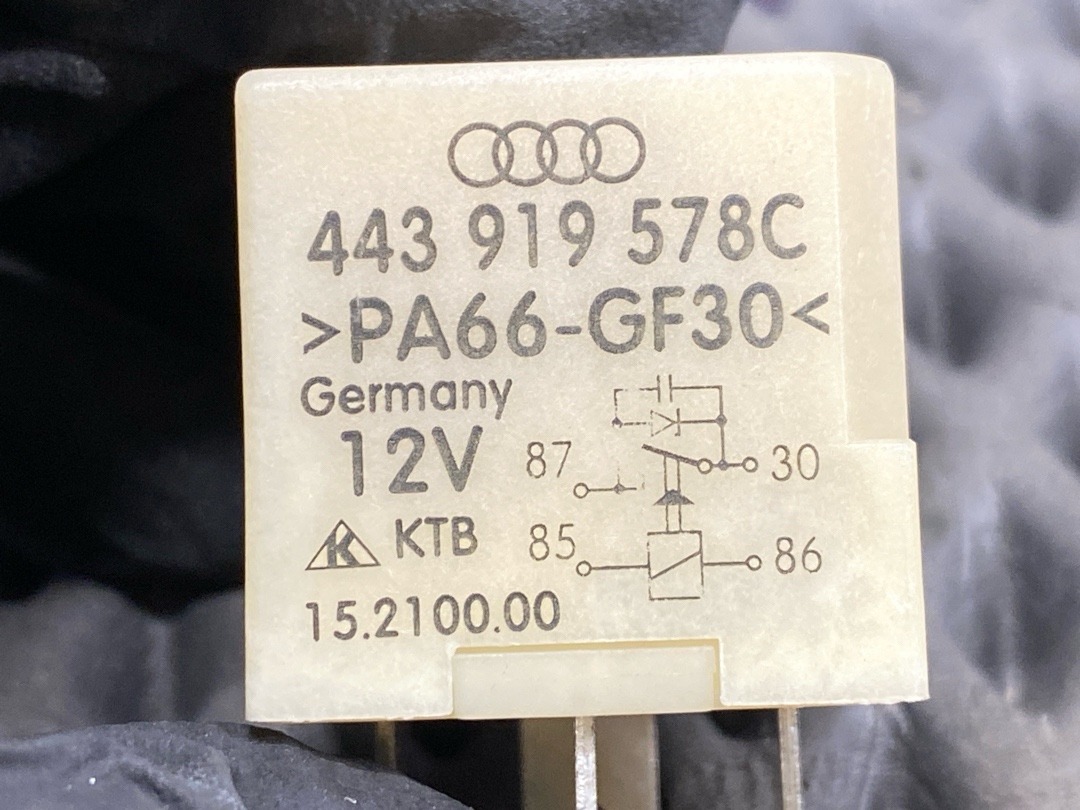 443 919 578C
>PA66-GF30<
Germany
12V
87
30
85
86
K KTB
15.2100.00